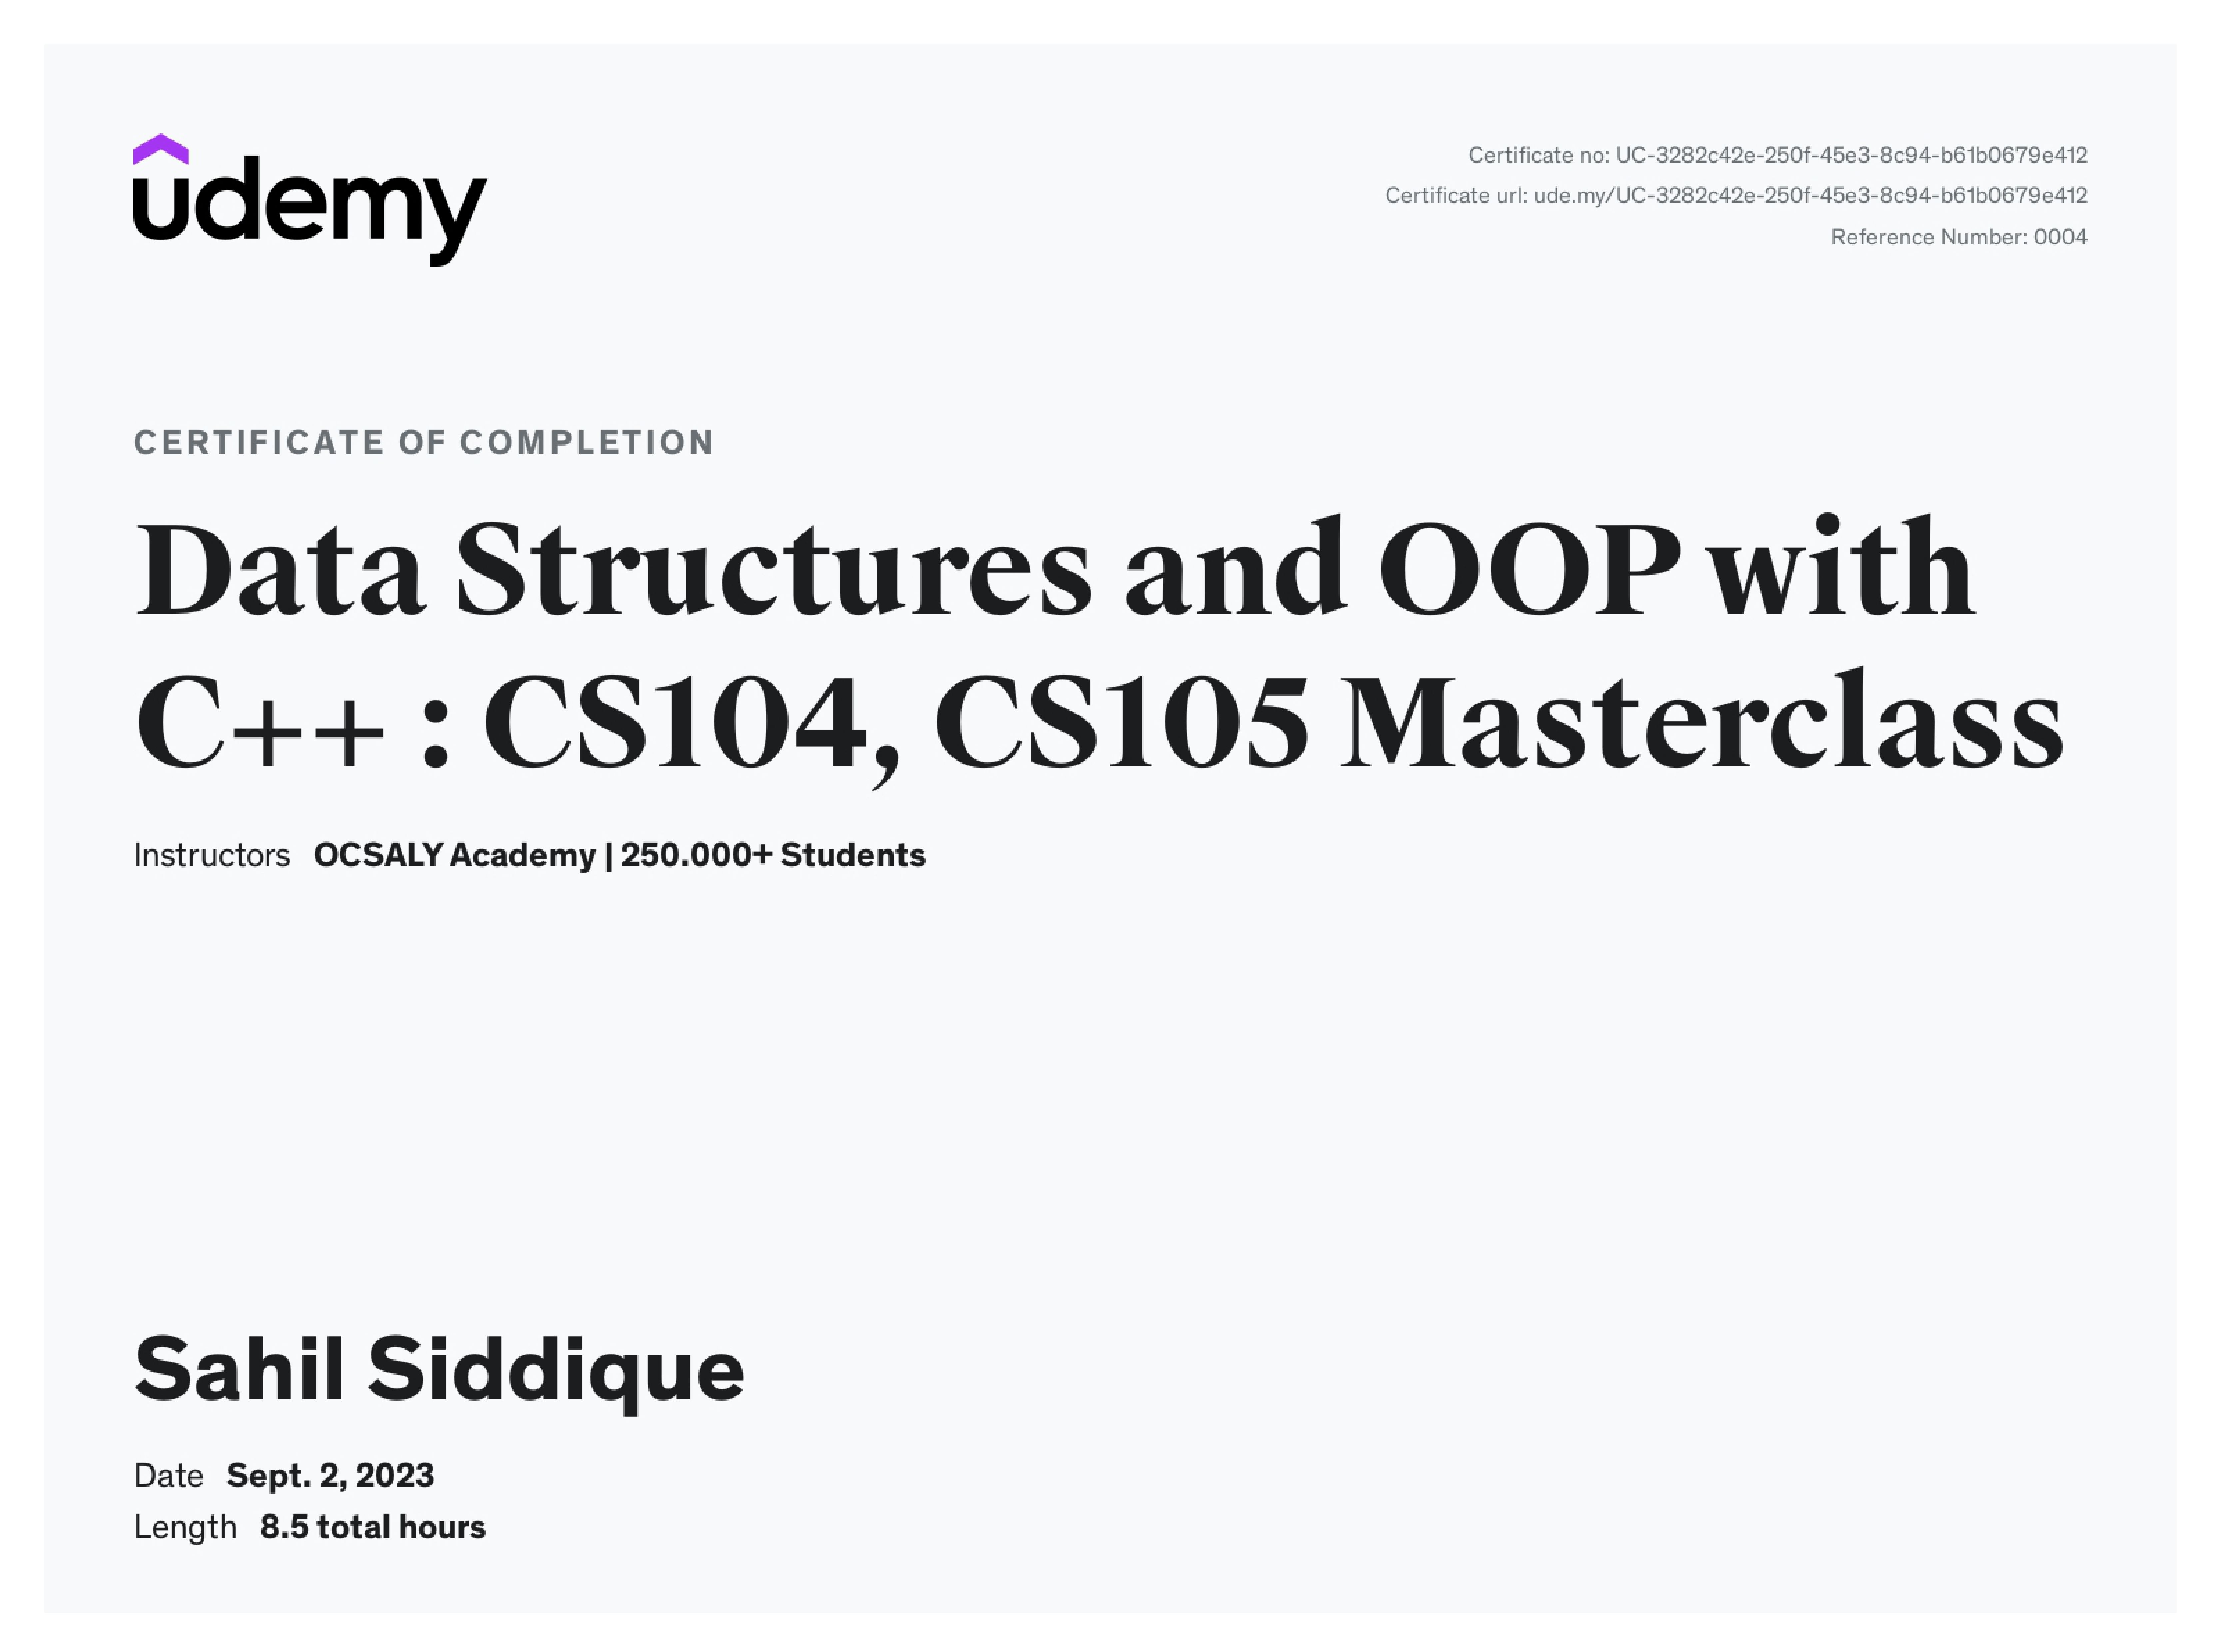 udemy
Certificate no: UC-3282c42e-250f-45e3-8c94-b61b0679e412
Certificate url: ude.my/UC-3282c42e-250f-45e3-8c94-b61b0679e412
Reference Number: 0004
CERTIFICATE OF COMPLETION
Data Structures and OOP with
C++ : CS104, CS105 Masterclass
Instructors OCSALY Academy | 250.000+ Students
Sahil Siddique
Date Sept. 2, 2023
Length 8.5 total hours